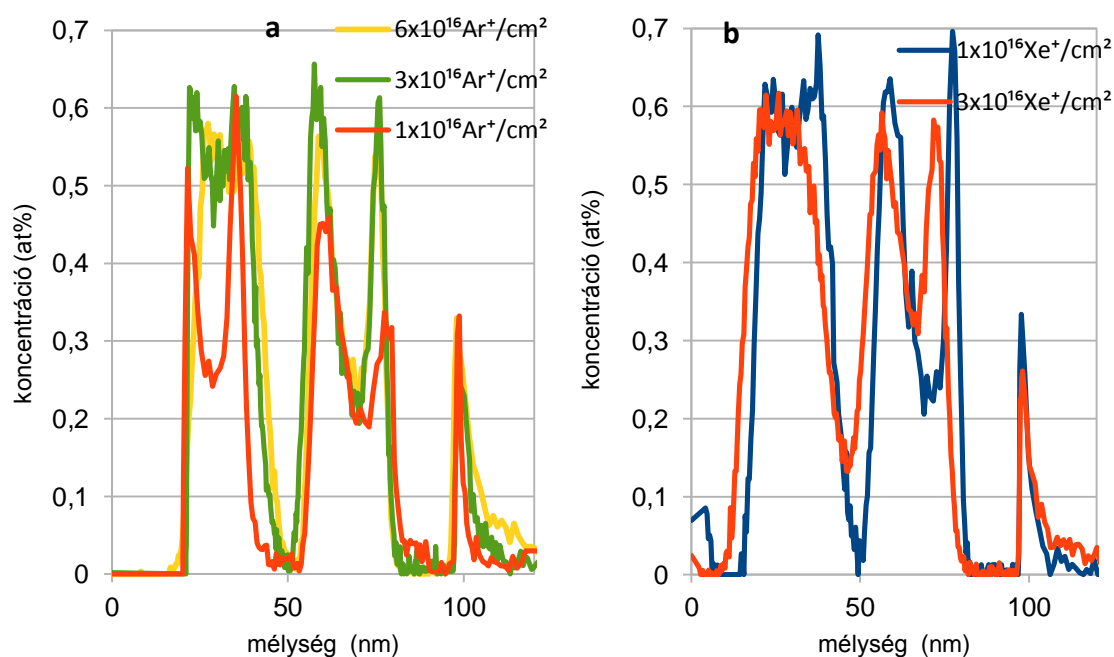 a
6x10¹⁶Ar⁺/cm²
3x10¹⁶Ar⁺/cm²
1x10¹⁶Ar⁺/cm²
0,7
0,6
0,5
0,4
0,3
0,2
0,1
0
koncentráció (at%)
0
50
100
mélység (nm)
b
1x10¹⁶Xe⁺/cm²
3x10¹⁶Xe⁺/cm²
0,7
0,6
0,5
0,4
0,3
0,2
0,1
0
koncentráció (at%)
0
50
100
mélység (nm)